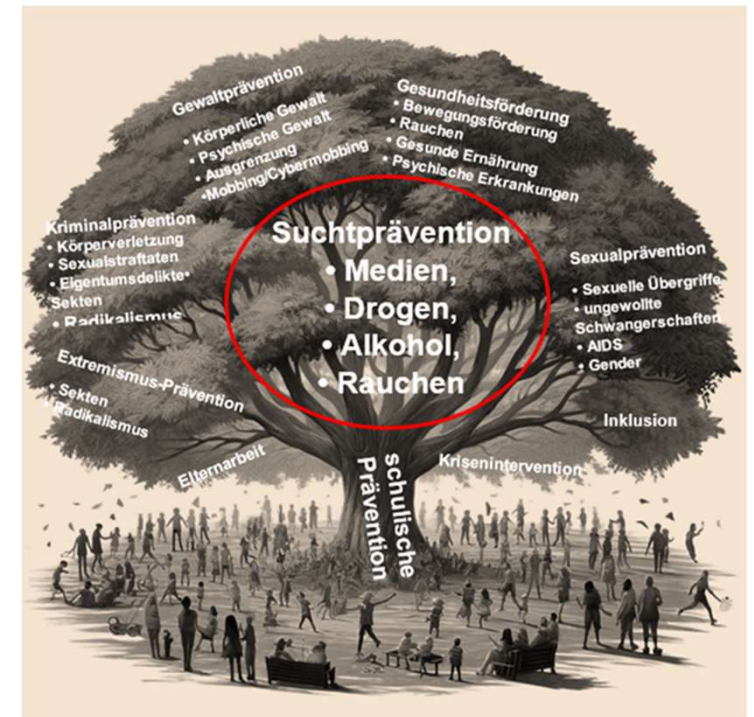 Gewaltprävention
• Körperliche Gewalt
• Psychische Gewalt
• Ausgrenzung
•Mobbing/Cybermobbing
Gesundheitsförderung
• Bewegungsförderung
• Rauchen
• Gesunde Ernährung
• Psychische Erkrankungen
Kriminalprävention
• Körperverletzung
• Sexualstraftaten
• Eigentumsdelikte•
Sekten
• Radikalismus
Suchtprävention
• Medien,
• Drogen,
• Alkohol,
• Rauchen
Sexualprävention
• Sexuelle Übergriffe
• ungewollte
Schwangerschaften
• AIDS
• Gender
Extremismus-Prävention
• Sekten
• Radikalismus
Inklusion
Elternarbeit
Krisenintervention
schulische
Prävention